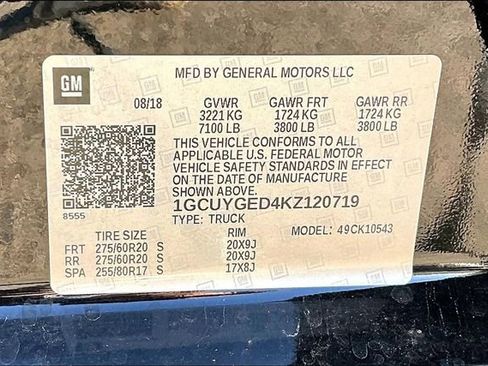 GM
MFD BY GENERAL MOTORS LLC
08/18 GVWR GAWR FRT GAWR RR
3221 KG 1724 KG 1724 KG
7100 LB 3800 LB 3800 LB
THIS VEHICLE CONFORMS TO ALL
APPLICABLE U.S. FEDERAL MOTOR
VEHICLE SAFETY STANDARDS IN EFFECT
ON THE DATE OF MANUFACTURE
SHOWN ABOVE.
1GCUYGED4KZ120719
8555
TYPE: TRUCK MODEL: 49CK10543
TIRE SIZE RIM
FRT 275/60R20 S 20X9J
RR 275/60R20 S 20X9J
SPA 255/80R17 S 17X8J